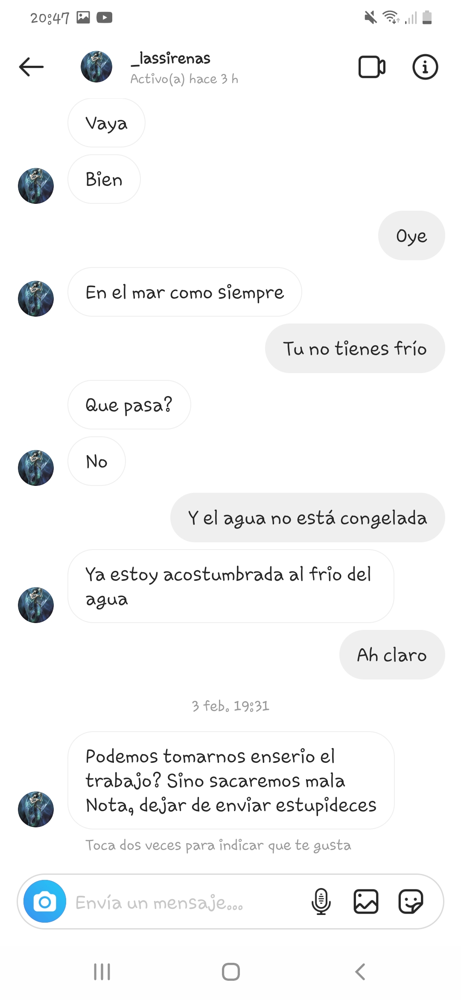 20:47
_lassirenas
Activo(a) hace 3 h
Vaya
Bien
Oye
En el mar como siempre
Tu no tienes frío
Que pasa?
No
Y el agua no está congelada
Ya estoy acostumbrada al frio del
agua
Ah claro
3 feb. 19:31
Podemos tomarnos enserio el
trabajo? Sino sacaremos mala
Nota, dejar de enviar estupideces
Toca dos veces para indicar que te gusta
Envía un mensaje...